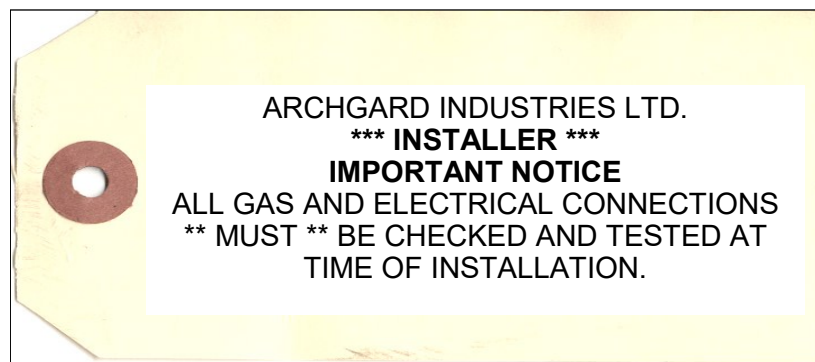 ARCHGARD INDUSTRIES LTD.
*** INSTALLER ***
IMPORTANT NOTICE
ALL GAS AND ELECTRICAL CONNECTIONS
** MUST ** BE CHECKED AND TESTED AT
TIME OF INSTALLATION.